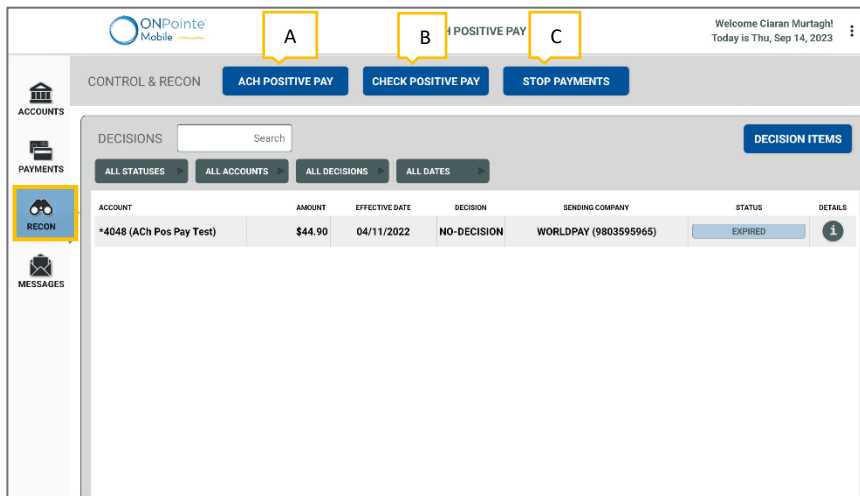 ONPointe
Mobile
A
B
H POSITIVE PAY
C
Welcome Ciaran Murtagh!
Today is Thu, Sep 14, 2023
ACCOUNTS
PAYMENTS
RECON
MESSAGES
CONTROL & RECON
ACH POSITIVE PAY
CHECK POSITIVE PAY
STOP PAYMENTS
DECISIONS
Search
DECISION ITEMS
ALL STATUSES
ALL ACCOUNTS
ALL DECISIONS
ALL DATES
ACCOUNT AMOUNT EFFECTIVE DATE DECISION SENDING COMPANY STATUS DETAILS
*4048 (ACh Pos Pay Test) $44.90 04/11/2022 NO-DECISION WORLDPAY (9803595965) EXPIRED i